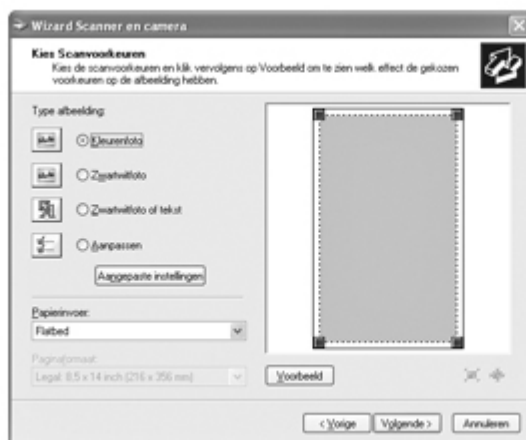 Wizard Scanner en camera
Kies Scanvoorkeuren
Kies de scanvoorkeuren en klik vervolgens op Voorbeeld om te zien welk effect de gekozen
voorkeuren op de afbeelding hebben.
Type afbeelding:
Kleurenfoto
Zwartwitfoto
Zwartwitfoto of tekst
Aanpassen
Aangepaste instellingen
Papierinvoer:
Flatbed
Paginaformaat:
Legal: 8.5 x 14 inch (216 x 356 mm)
Voorbeeld
< Vorige
Volgende >
Annuleren